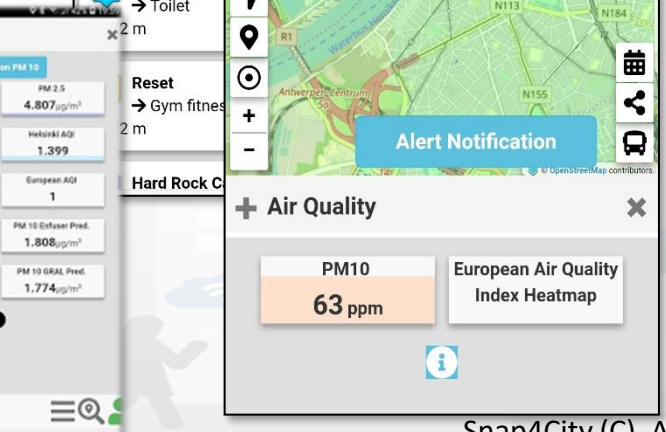 on PM 10
PM 2.5
4.807μg/m³
Helsinki AQI
1.399
European AQI
1
PM 10 Enfuser Pred.
1.808μg/m³
PM 10 GRAL Pred.
1.774μg/m³
→ Toilet
2 m
Reset
→ Gym fitnes
2 m
Hard Rock C
N113
N184
R1
Waterbus
Antwerpen-Centrum
5a
N155
Alert Notification
© OpenStreetMap contributors.
+ Air Quality
PM10
63 ppm
European Air Quality
Index Heatmap
Snap4City (C), A